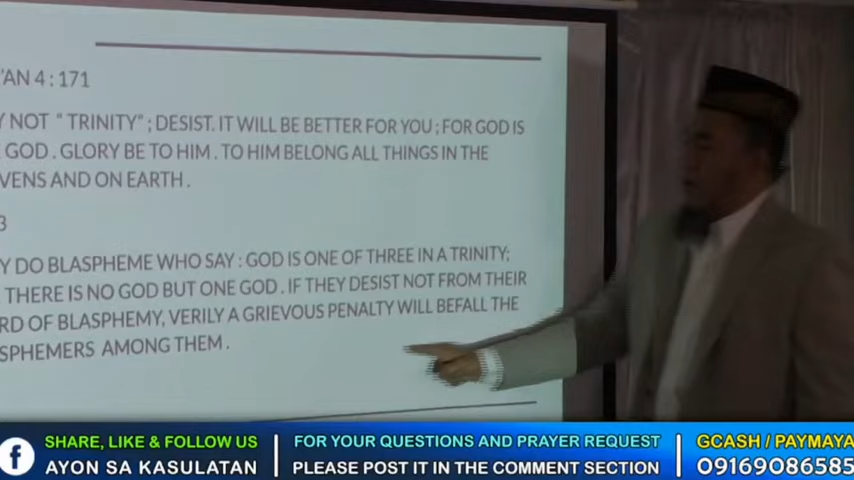 'AN 4 : 171
Y NOT " TRINITY" ; DESIST. IT WILL BE BETTER FOR YOU ; FOR GOD IS
GOD . GLORY BE TO HIM . TO HIM BELONG ALL THINGS IN THE
VENS AND ON EARTH .
3
Y DO BLASPHEME WHO SAY : GOD IS ONE OF THREE IN A TRINITY;
THERE IS NO GOD BUT ONE GOD . IF THEY DESIST NOT FROM THEIR
RD OF BLASPHEMY, VERILY A GRIEVOUS PENALTY WILL BEFALL THE
SPHEMERS AMONG THEM .
f SHARE, LIKE & FOLLOW US
AYON SA KASULATAN
FOR YOUR QUESTIONS AND PRAYER REQUEST
PLEASE POST IT IN THE COMMENT SECTION
GCASH / PAYMAYA
09169086585